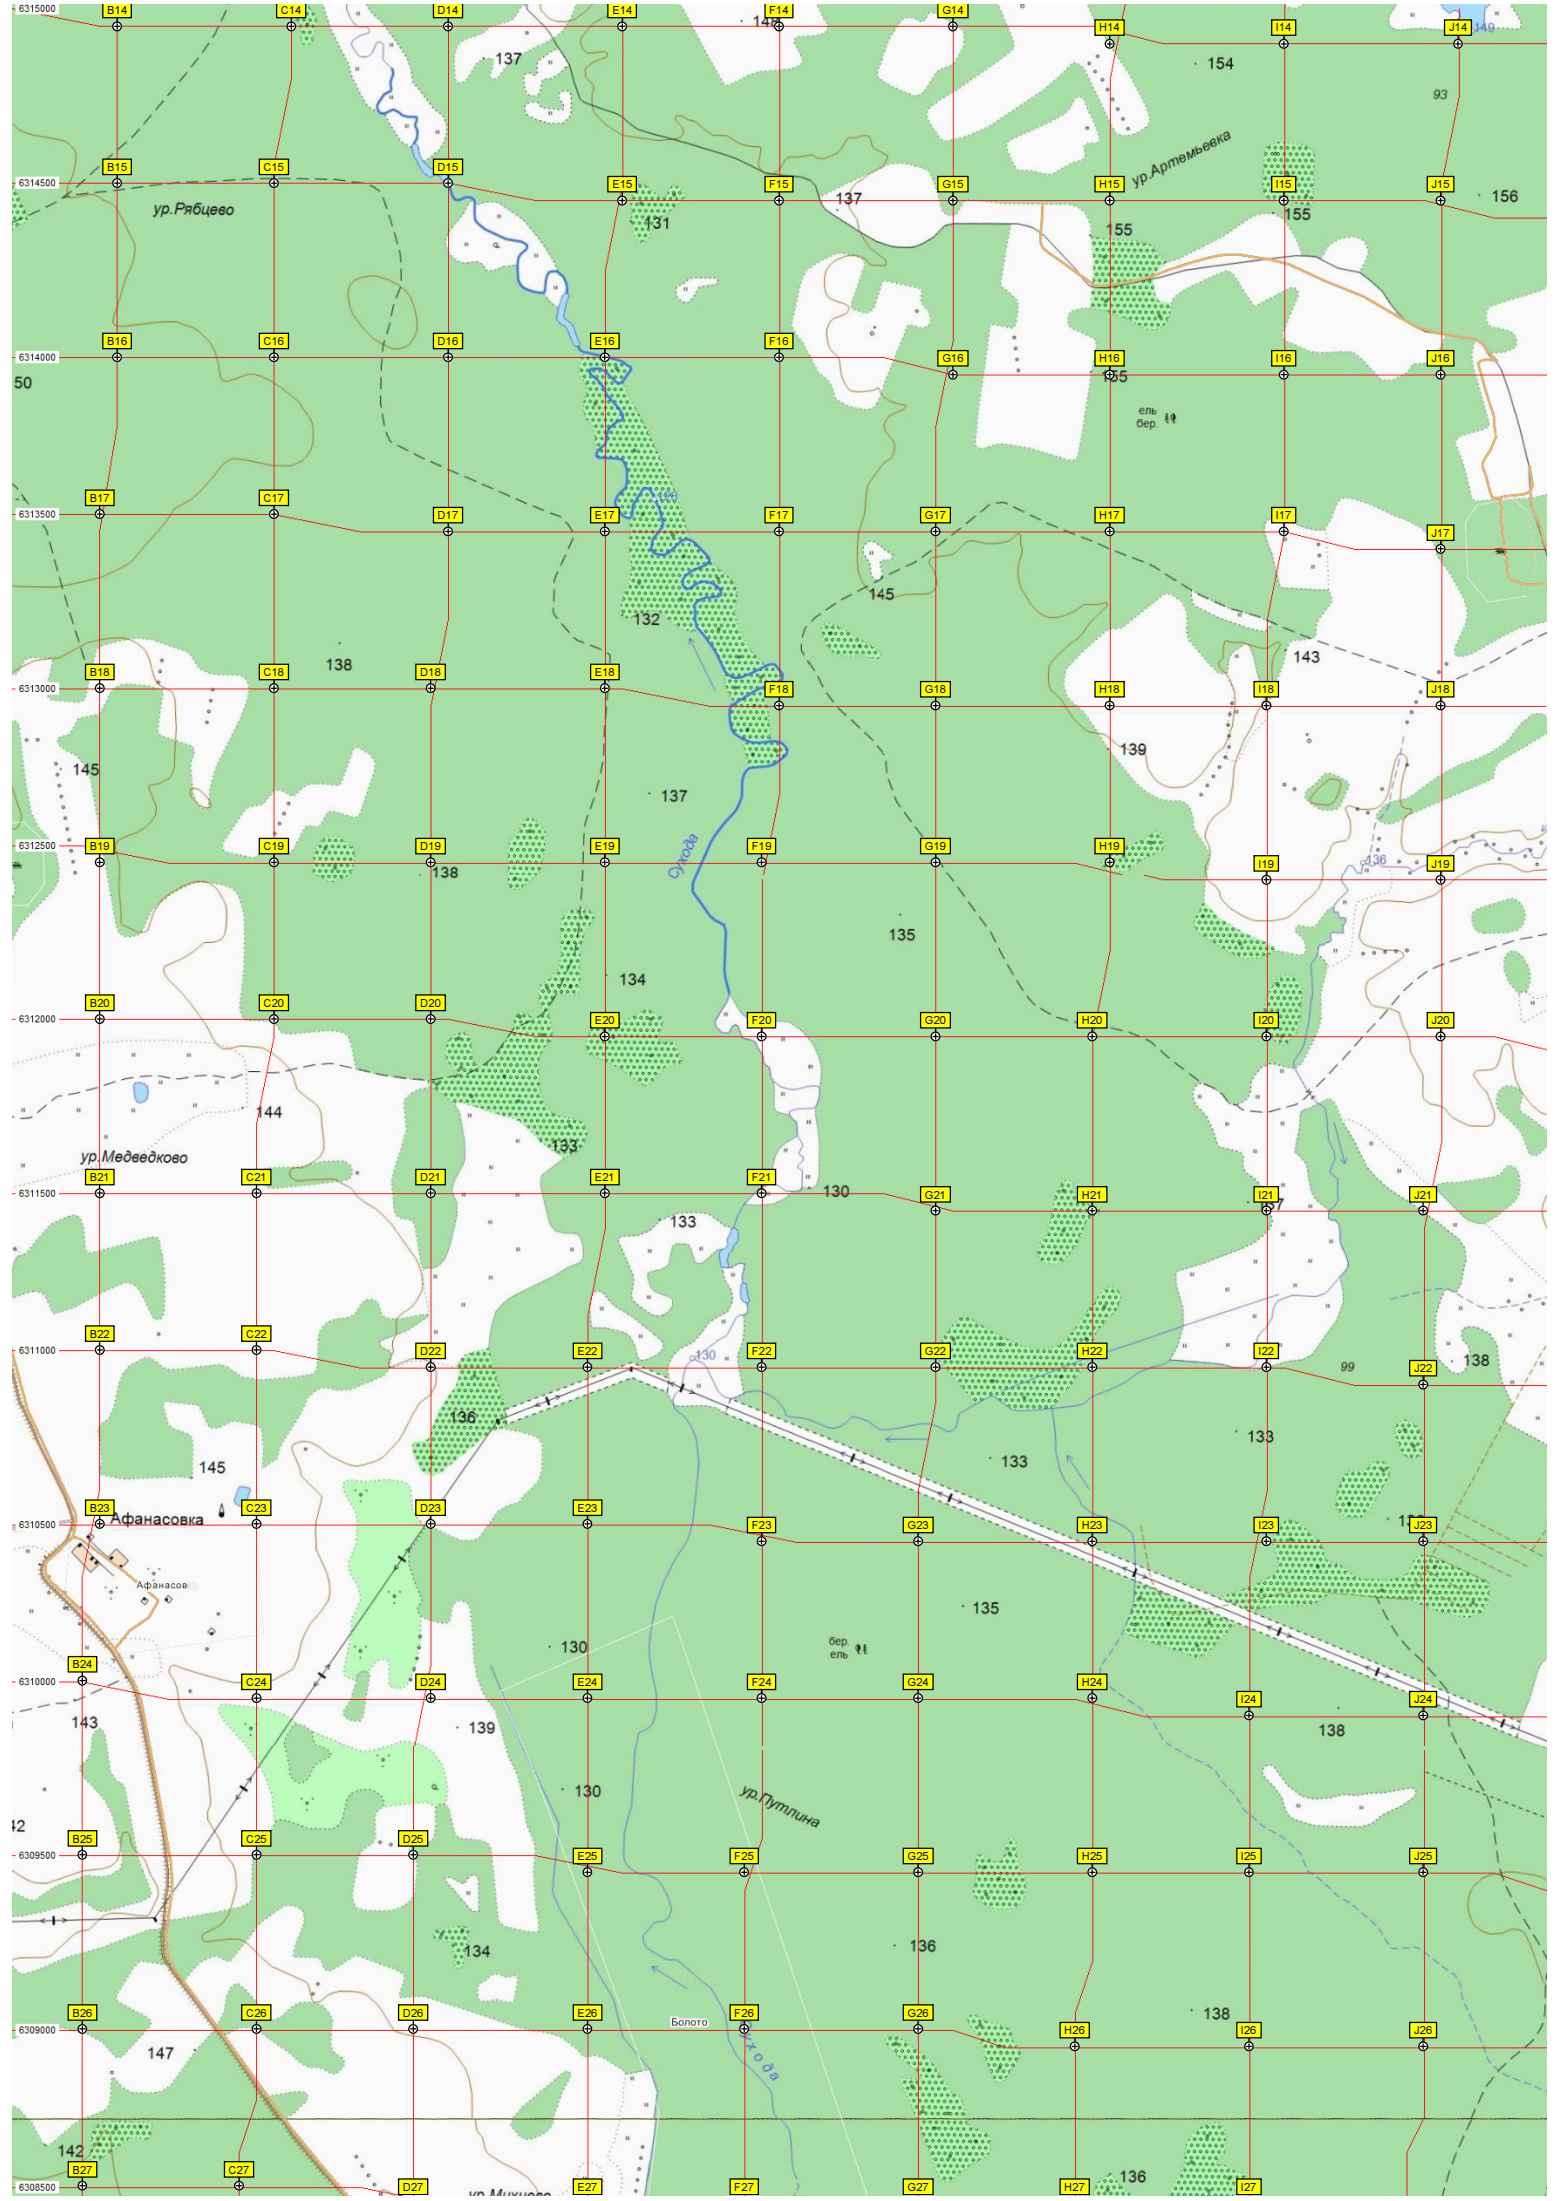 6315000 B14 C14 D14 E14 F14 G14 H14 I14 J14
149
137
154
93
6314500 B15 C15 D15 E15 F15 G15 H15 I15 J15
ур.Артемьевка
ур.Рябцево
131 137 155 155 156
6314000 B16 C16 D16 E16 F16 G16 H16 I16 J16
50
155
ель
бер.
6313500 B17 C17 D17 E17 F17 G17 H17 I17 J17
145
132
138
143
6313000 B18 C18 D18 E18 F18 G18 H18 I18 J18
139
145
137
Сухода
6312500 B19 C19 D19 E19 F19 G19 H19 I19 J19
136
138
135
134
6312000 B20 C20 D20 E20 F20 G20 H20 I20 J20
144
133
ур.Медведково
6311500 B21 C21 D21 E21 F21 G21 H21 I21 J21
130
133
6311000 B22 C22 D22 E22 F22 G22 H22 I22 J22
130
99
138
136
133
133
145
6310500 B23 C23 D23 E23 F23 G23 H23 I23 J23
Афанасовка
Афанасов
135
бер.
ель
130
6310000 B24 C24 D24 E24 F24 G24 H24 I24 J24
143
139
138
130
ур.Путлина
42
6309500 B25 C25 D25 E25 F25 G25 H25 I25 J25
134
136
138
6309000 B26 C26 D26 E26 F26 G26 H26 I26 J26
Болото
Сухода
147
142
136
6308500 B27 C27 D27 E27 F27 G27 H27 I27